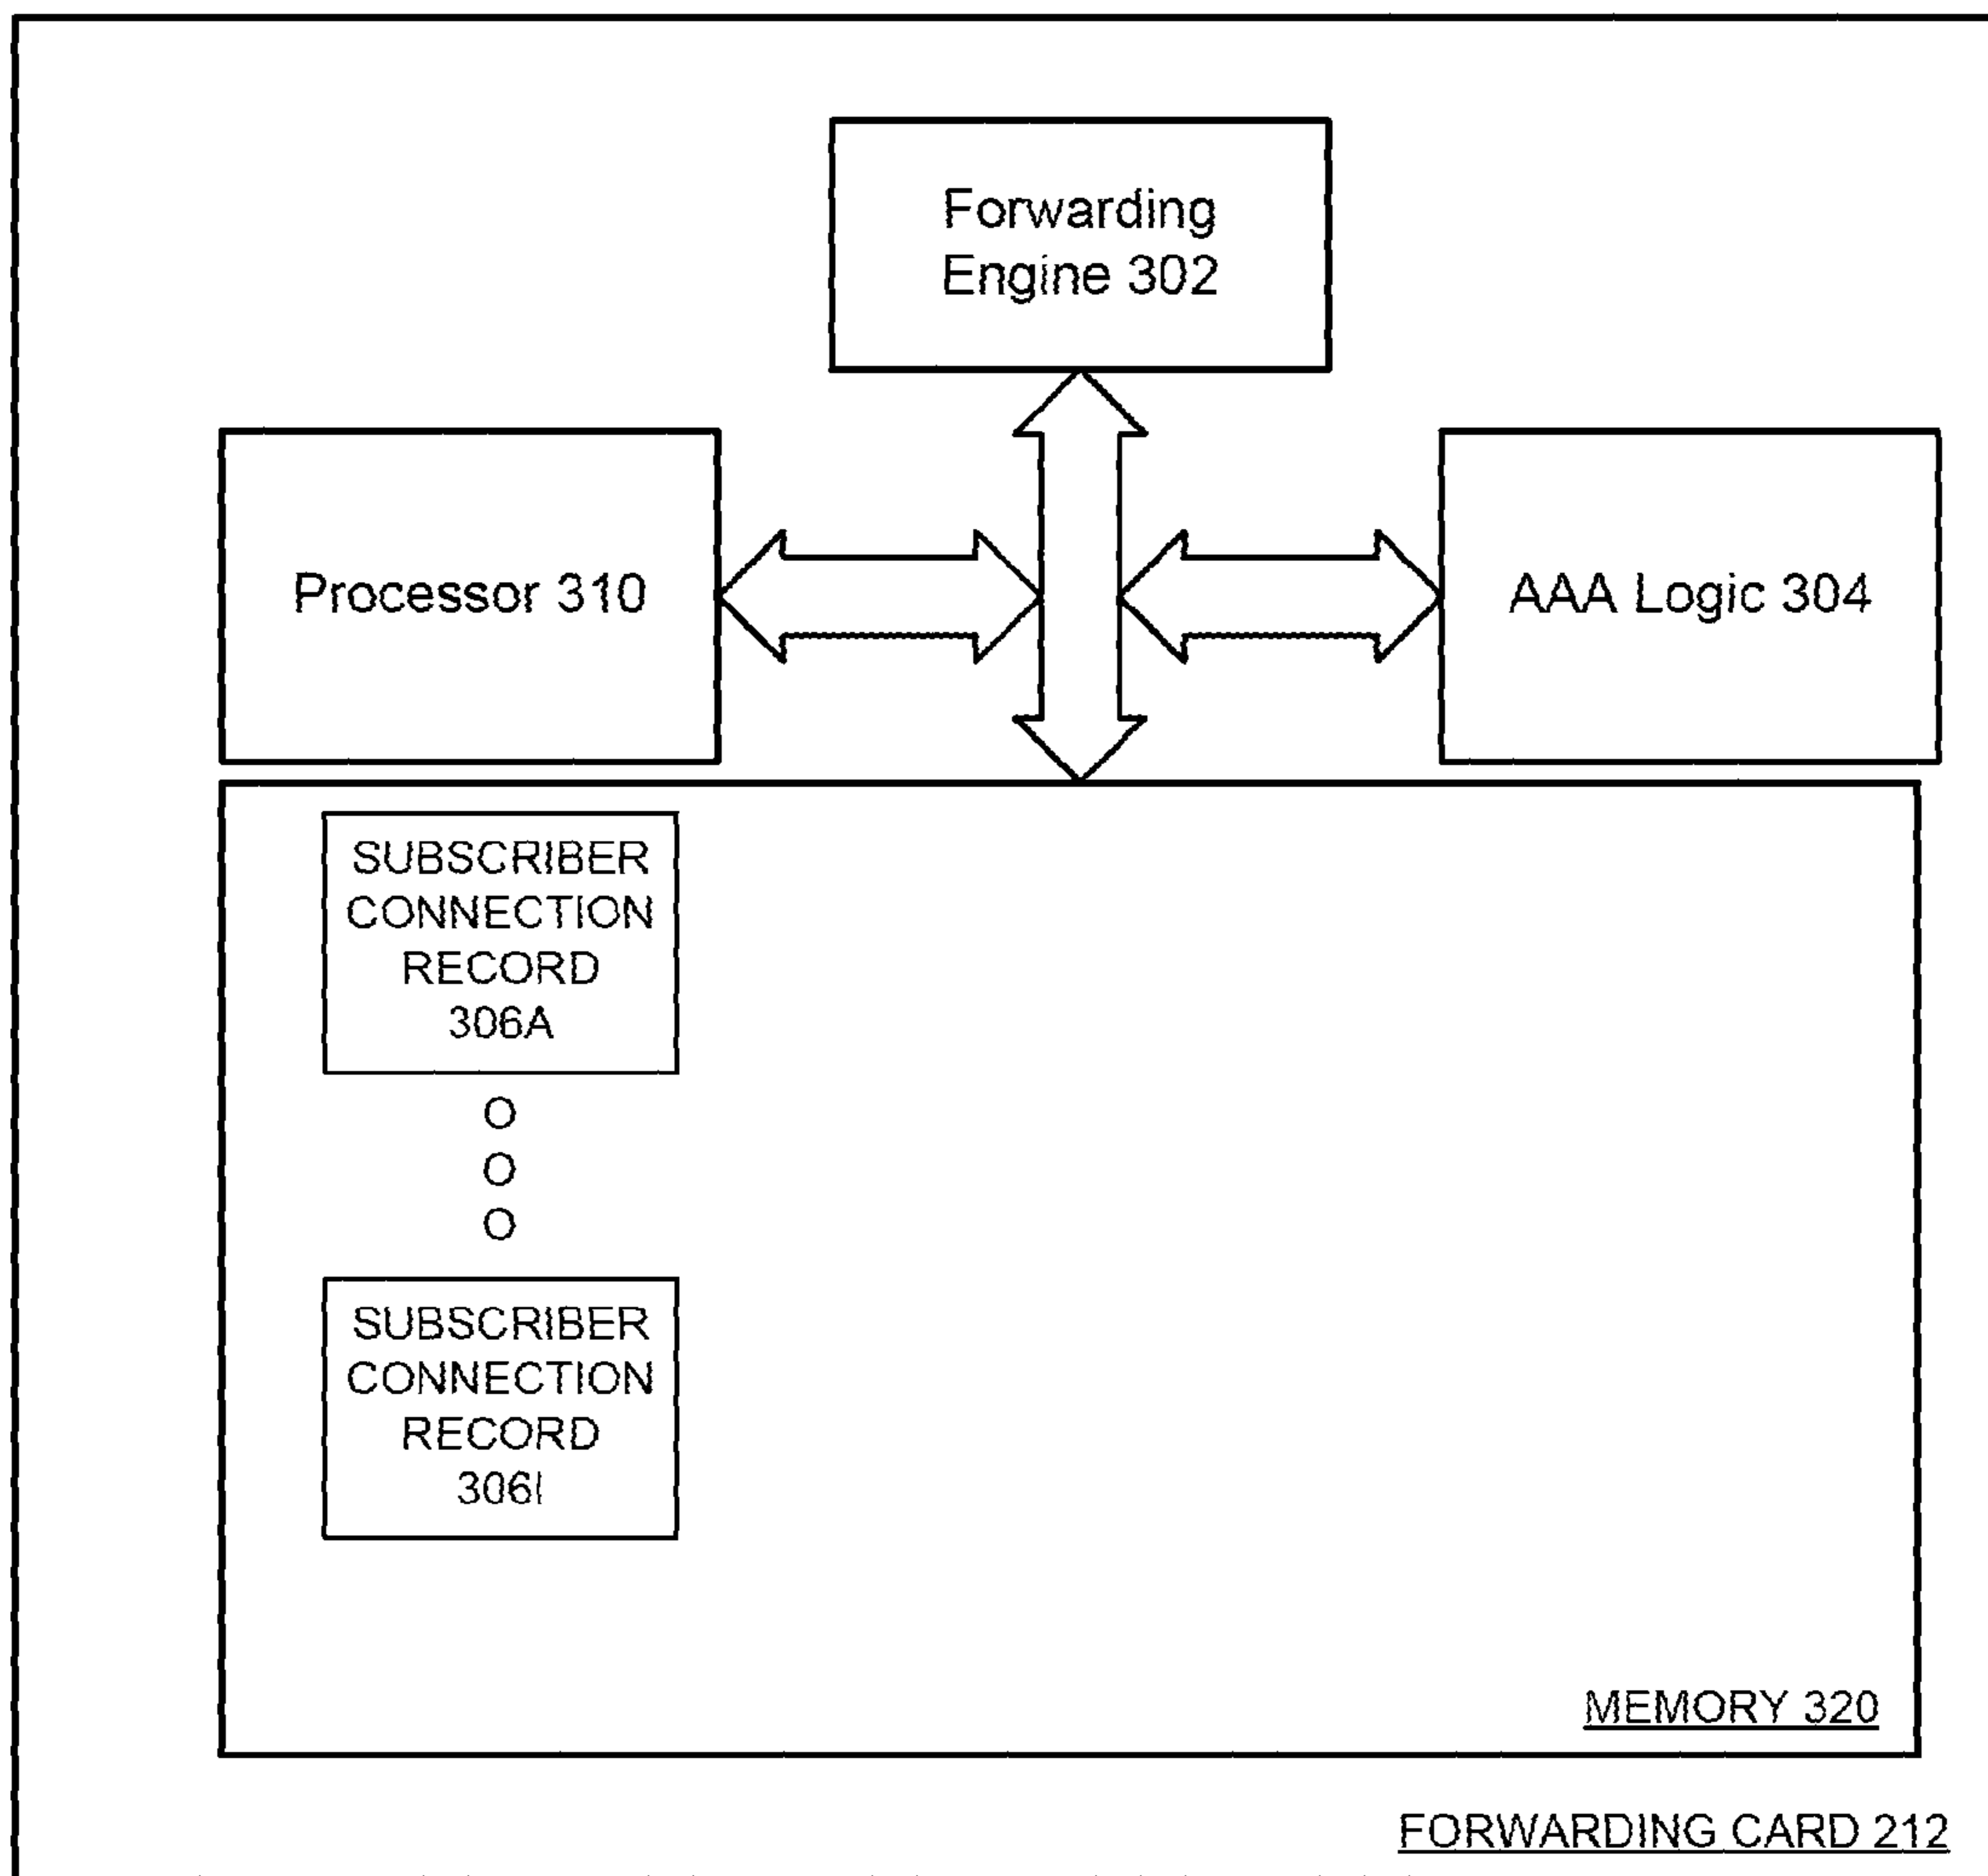 Forwarding
Engine 302
Processor 310
AAA Logic 304
SUBSCRIBER
CONNECTION
RECORD
306A
O
O
O
SUBSCRIBER
CONNECTION
RECORD
306I
MEMORY 320
FORWARDING CARD 212